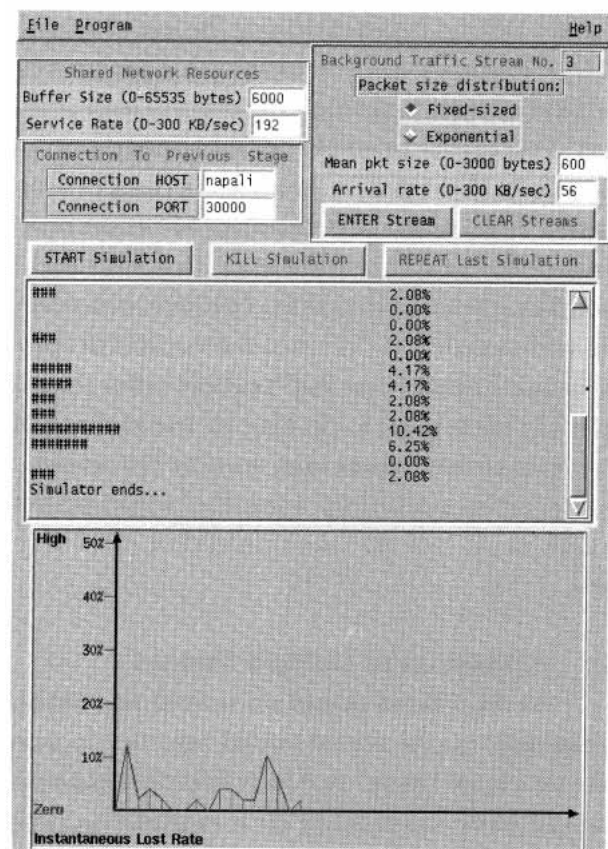 File Program Help
Shared Network Resources
Buffer Size (0-65535 bytes) 6000
Service Rate (0-300 KB/sec) 192
Connection To Previous Stage
Connection HOST napali
Connection PORT 30000
Background Traffic Stream No. 3
Packet size distribution:
Fixed-sized
Exponential
Mean pkt size (0-3000 bytes) 600
Arrival rate (0-300 KB/sec) 56
ENTER Stream CLEAR Streams
START Simulation KILL Simulation REPEAT Last Simulation
### 2.08%
0.00%
0.00%
### 2.08%
0.00%
##### 4.17%
##### 4.17%
### 2.08%
### 2.08%
########### 10.42%
####### 6.25%
0.00%
### 2.08%
Simulator ends...
High 50%
40%
30%
20%
10%
Zero
Instantaneous Lost Rate